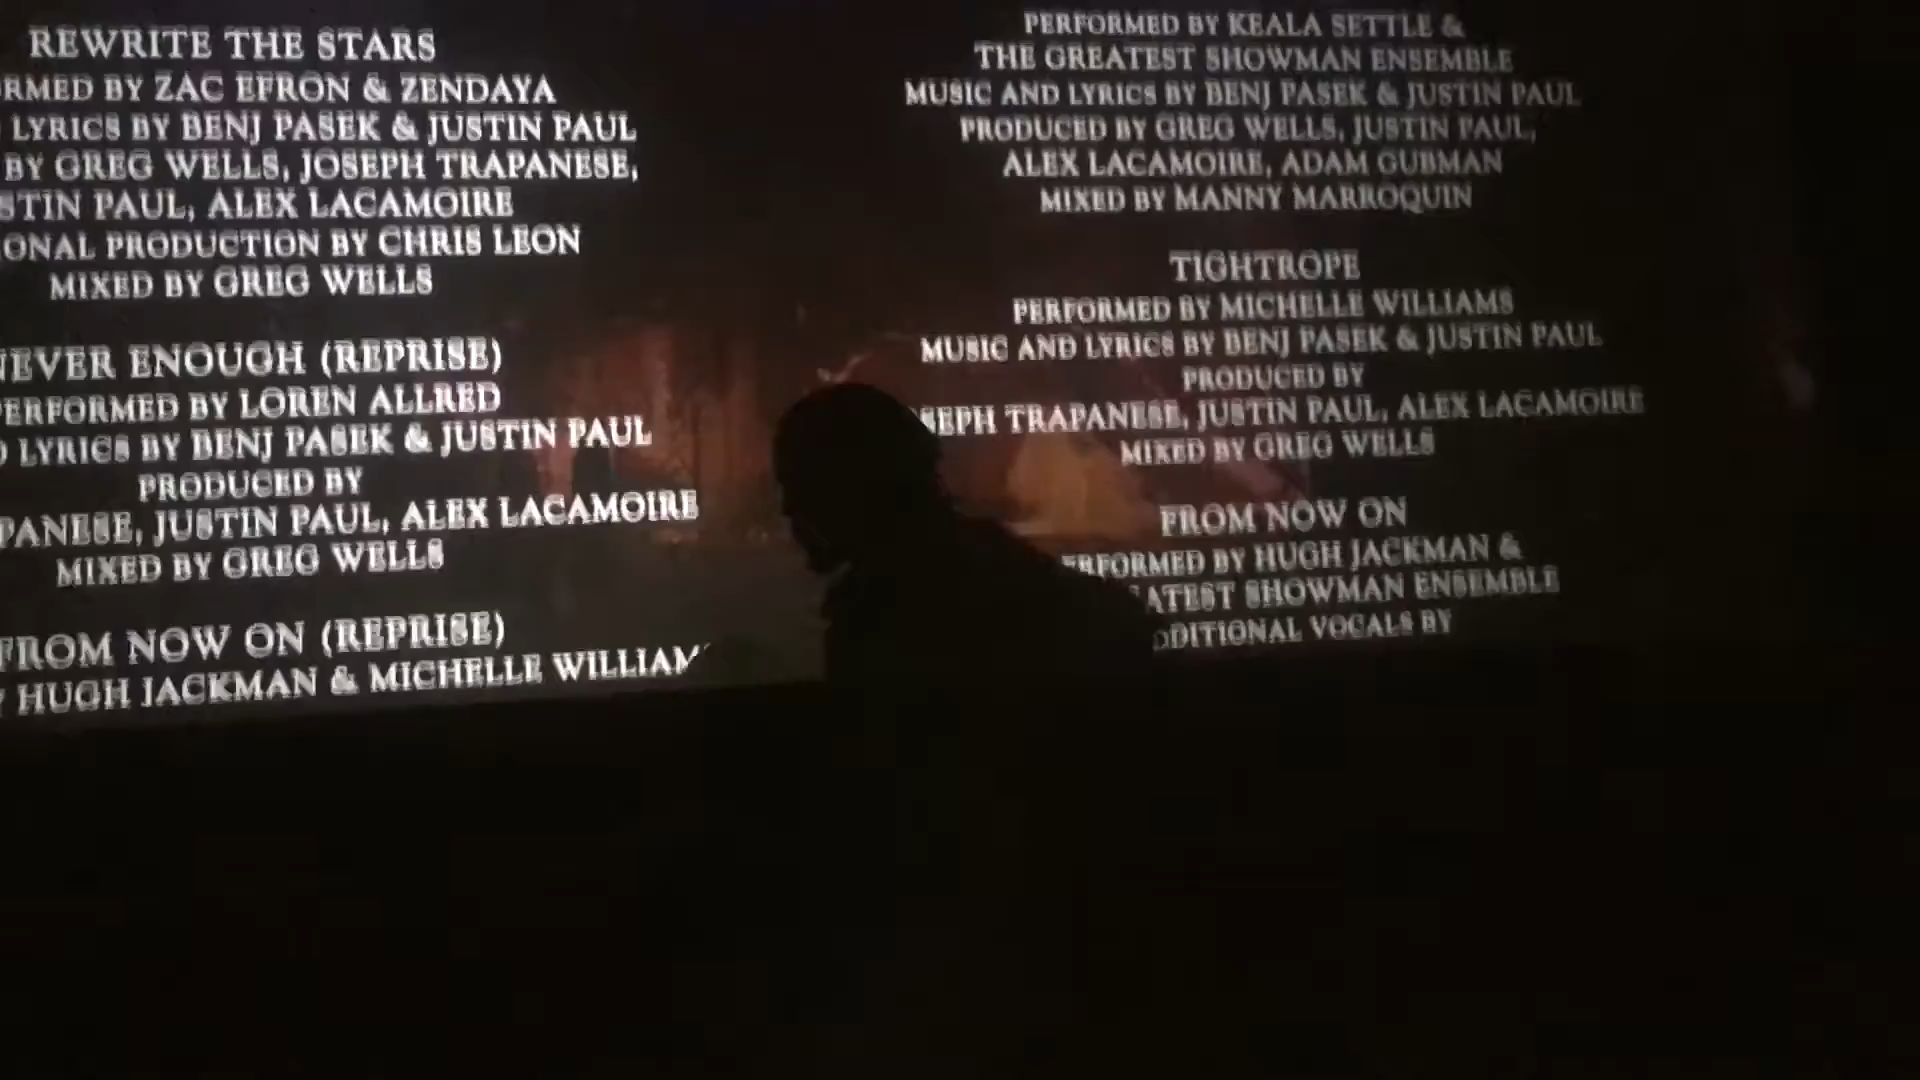 REWRITE THE STARS
RMED BY ZAC EFRON & ZENDAYA
LYRICS BY BENJ PASEK & JUSTIN PAUL
BY GREG WELLS, JOSEPH TRAPANESE,
STIN PAUL, ALEX LACAMOIRE
ONAL PRODUCTION BY CHRIS LEON
MIXED BY GREG WELLS
NEVER ENOUGH (REPRISE)
PERFORMED BY LOREN ALLRED
LYRICS BY BENJ PASEK & JUSTIN PAUL
PRODUCED BY
PANESE, JUSTIN PAUL, ALEX LACAMOIRE
MIXED BY GREG WELLS
FROM NOW ON (REPRISE)
HUGH JACKMAN & MICHELLE WILLIAM
PERFORMED BY KEALA SETTLE &
THE GREATEST SHOWMAN ENSEMBLE
MUSIC AND LYRICS BY BENJ PASEK & JUSTIN PAUL
PRODUCED BY GREG WELLS, JUSTIN PAUL,
ALEX LACAMOIRE, ADAM GUBMAN
MIXED BY MANNY MARROQUIN
TIGHTROPE
PERFORMED BY MICHELLE WILLIAMS
MUSIC AND LYRICS BY BENJ PASEK & JUSTIN PAUL
PRODUCED BY
SEPH TRAPANESE, JUSTIN PAUL, ALEX LACAMOIRE
MIXED BY GREG WELLS
FROM NOW ON
ERFORMED BY HUGH JACKMAN &
ATEST SHOWMAN ENSEMBLE
DDITIONAL VOCALS BY